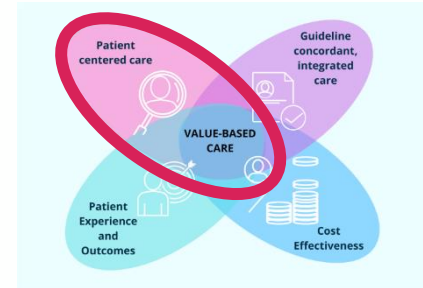 Patient
centered care
Guideline
concordant,
integrated
care
VALUE-BASED
CARE
Patient
Experience
and
Outcomes
Cost
Effectiveness